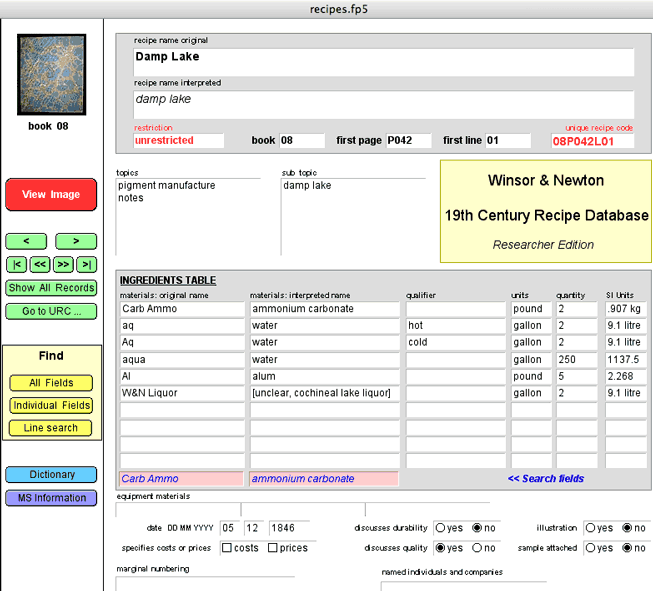 recipes.fp5
book 08
View Image
< >
|< << >> >|
Show All Records
Go to URC ...
Find
All Fields
Individual Fields
Line search
Dictionary
MS Information
recipe name original
Damp Lake
recipe name interpreted
damp lake
restriction unique recipe code
unrestricted book 08 first page P042 first line 01 08P042L01
topics sub topic
pigment manufacture damp lake
notes
Winsor & Newton
19th Century Recipe Database
Researcher Edition
INGREDIENTS TABLE
materials: original name materials: interpreted name qualifier units quantity SI Units
Carb Ammo ammonium carbonate pound 2 .907 kg
aq water hot gallon 2 9.1 litre
Aq water cold gallon 2 9.1 litre
aqua water gallon 250 1137.5
Al alum pound 5 2.268
W&N Liquor [unclear, cochineal lake liquor] gallon 2 9.1 litre
Carb Ammo ammonium carbonate << Search fields
equipment materials
date DD MM YYYY 05 12 1846 discusses durability yes no illustration yes no
specifies costs or prices costs prices discusses quality yes no sample attached yes no
marginal numbering named individuals and companies